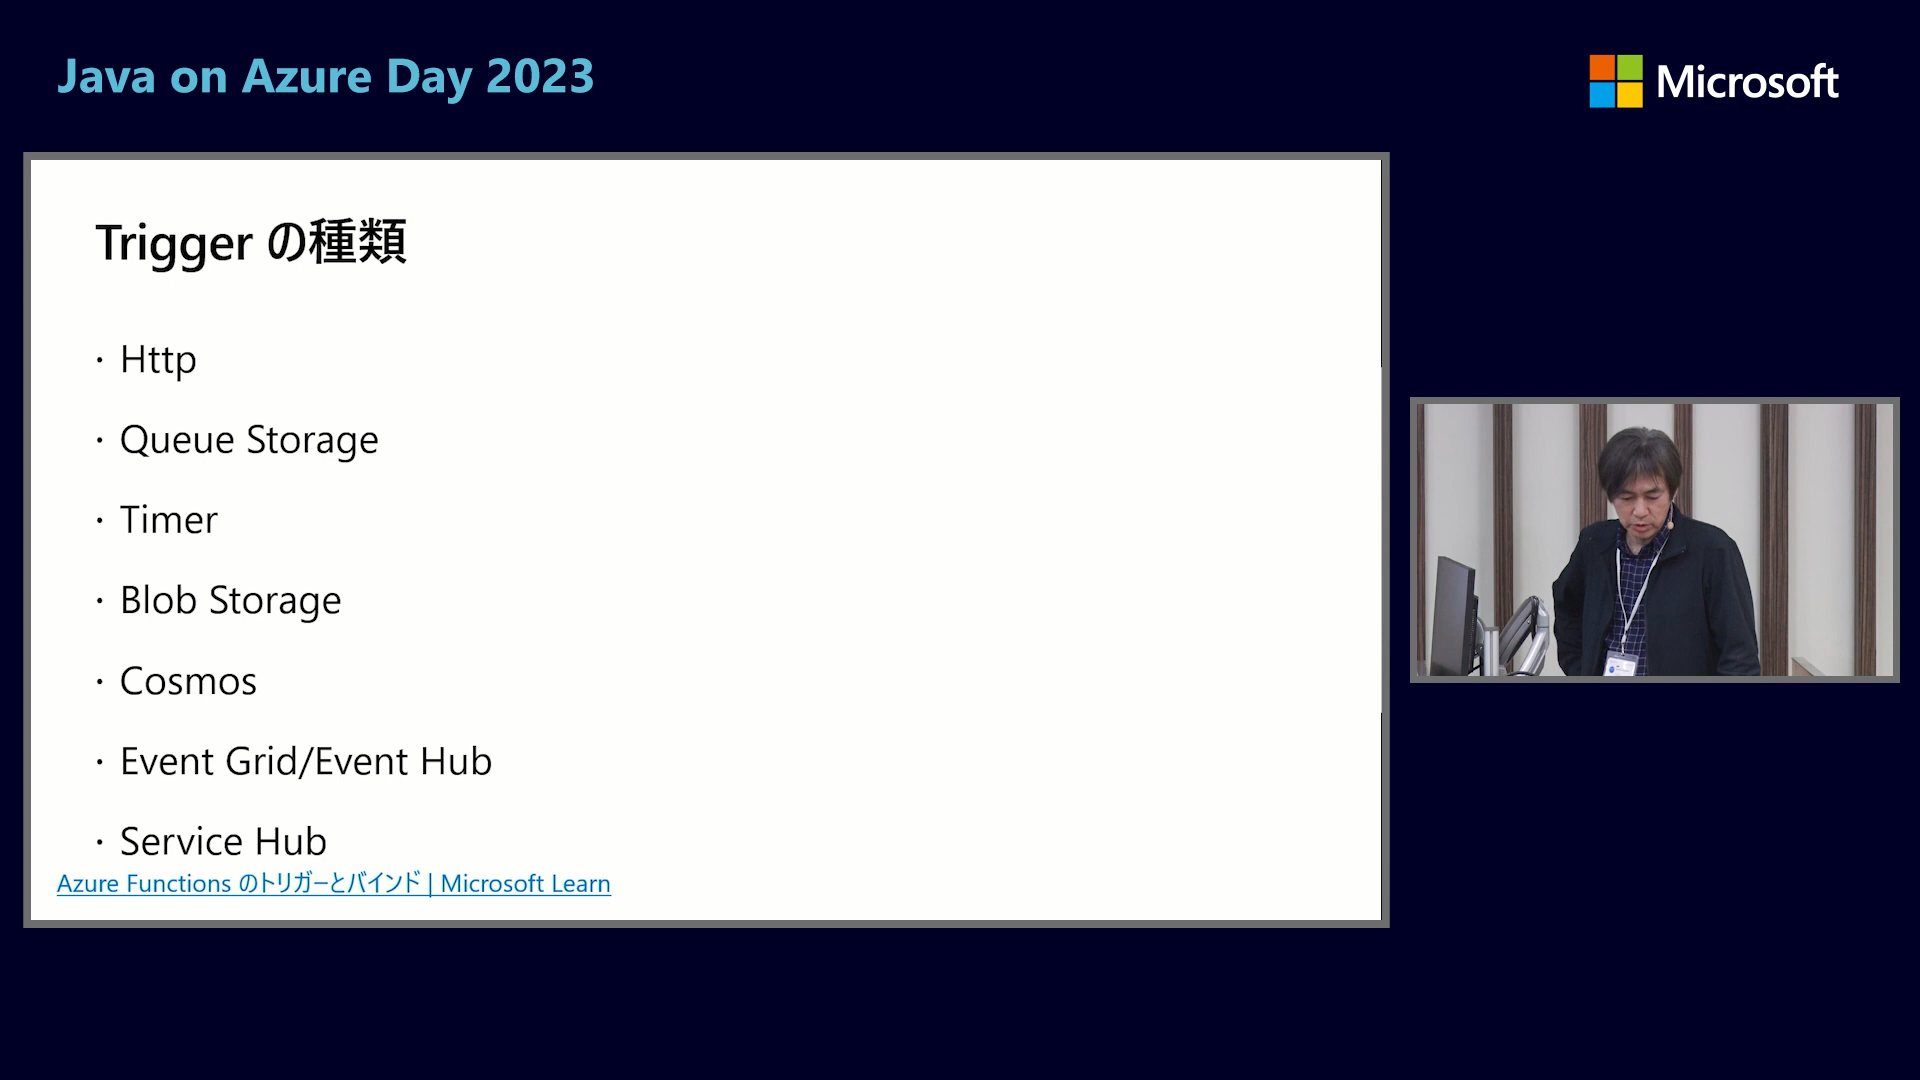 Java on Azure Day 2023
Microsoft
Trigger の種類
・ Http
・ Queue Storage
・ Timer
・ Blob Storage
・ Cosmos
・ Event Grid/Event Hub
・ Service Hub
Azure Functions のトリガーとバインド | Microsoft Learn